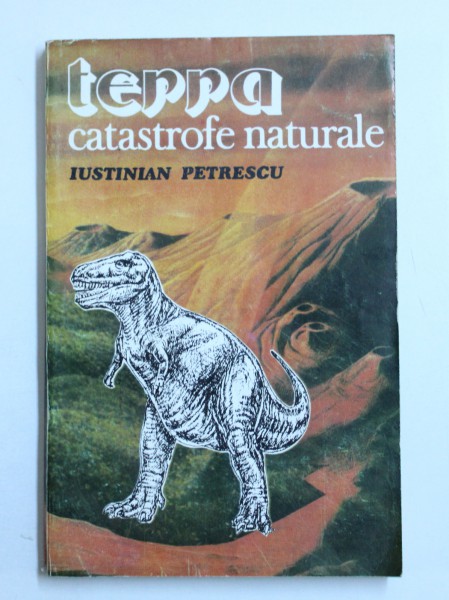 terra
catastrofe naturale
IUSTINIAN PETRESCU